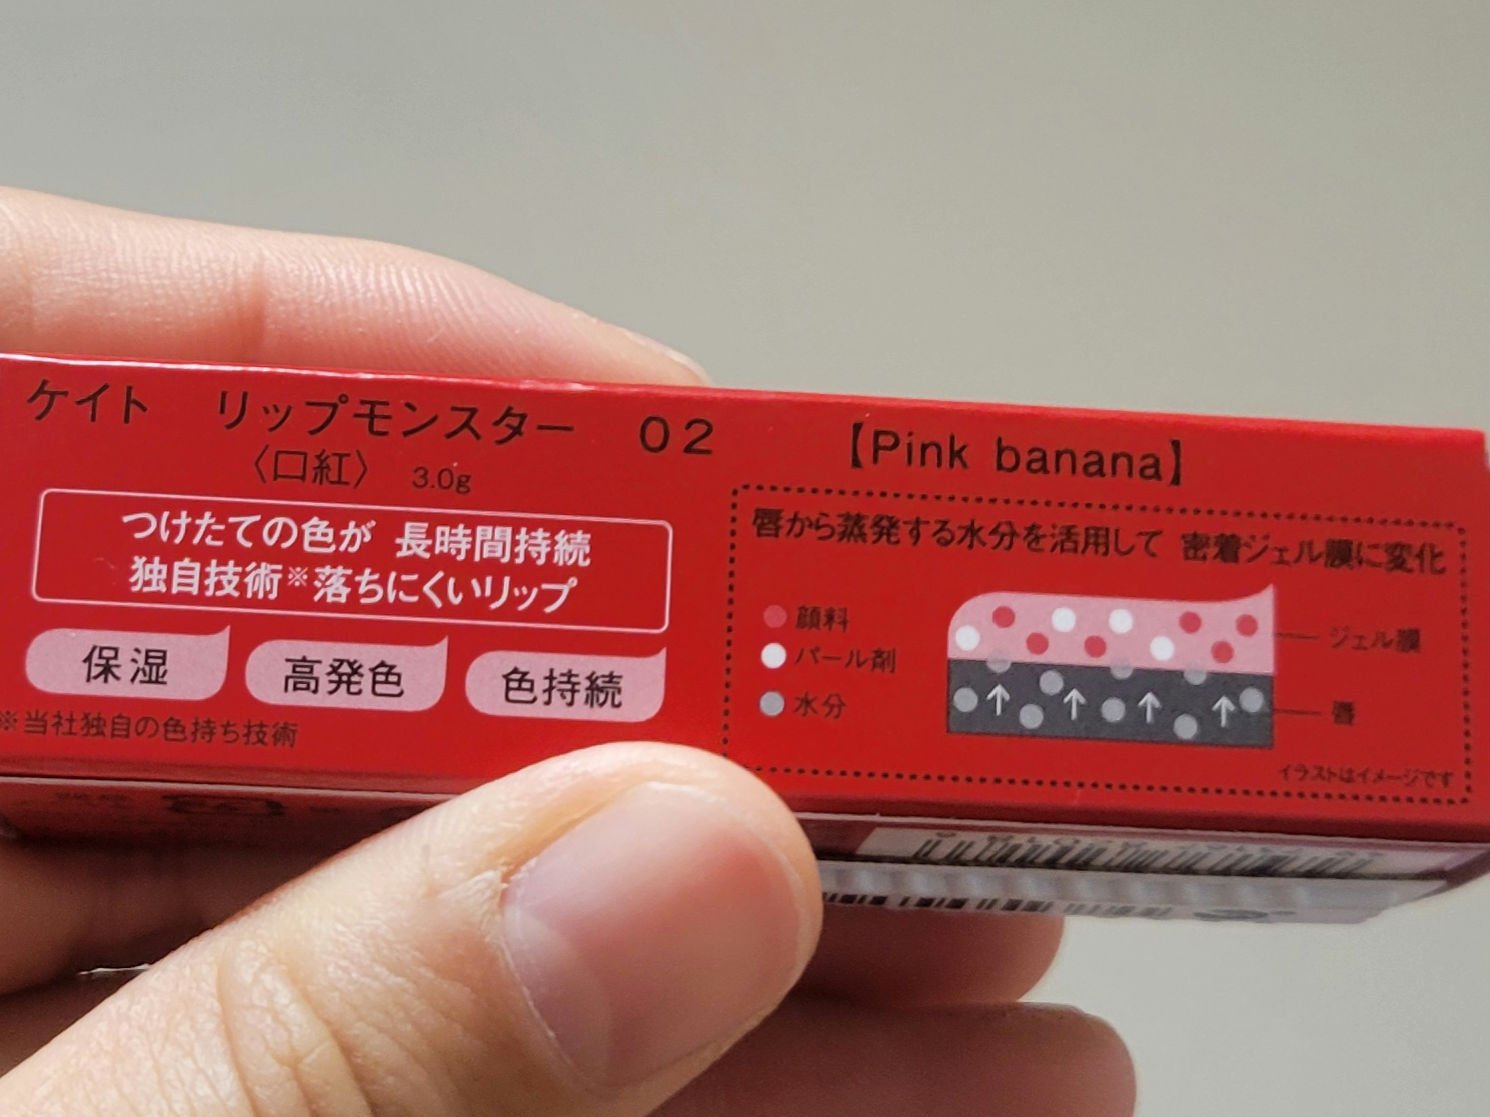 ケイト リップモンスター 02 【Pink banana】
〈口紅〉 3.0g
つけたての色が 長時間持続
独自技術※落ちにくいリップ
保湿
高発色
色持続
※当社独自の色持ち技術
唇から蒸発する水分を活用して 密着ジェル膜に変化
顔料
パール剤
水分
ジェル膜
唇
イラストはイメージです